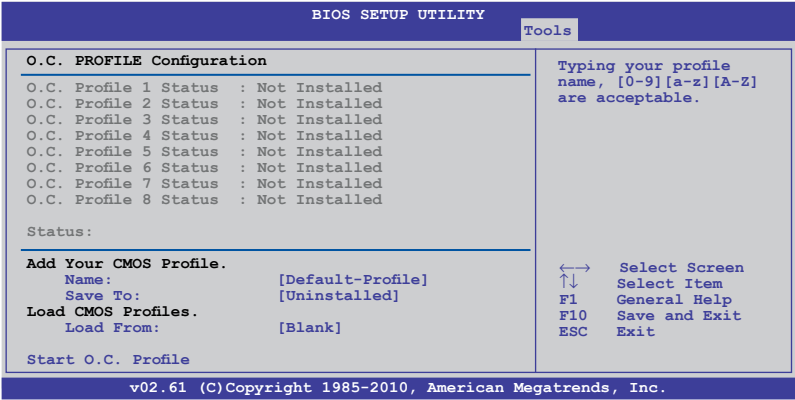 BIOS SETUP UTILITY
Tools
O.C. PROFILE Configuration
O.C. Profile 1 Status : Not Installed
O.C. Profile 2 Status : Not Installed
O.C. Profile 3 Status : Not Installed
O.C. Profile 4 Status : Not Installed
O.C. Profile 5 Status : Not Installed
O.C. Profile 6 Status : Not Installed
O.C. Profile 7 Status : Not Installed
O.C. Profile 8 Status : Not Installed
Status:
Add Your CMOS Profile.
Name: [Default-Profile]
Save To: [Uninstalled]
Load CMOS Profiles.
Load From: [Blank]
Start O.C. Profile
Typing your profile
name, [0-9][a-z][A-Z]
are acceptable.
←→ Select Screen
↑↓ Select Item
F1 General Help
F10 Save and Exit
ESC Exit
v02.61 (C)Copyright 1985-2010, American Megatrends, Inc.